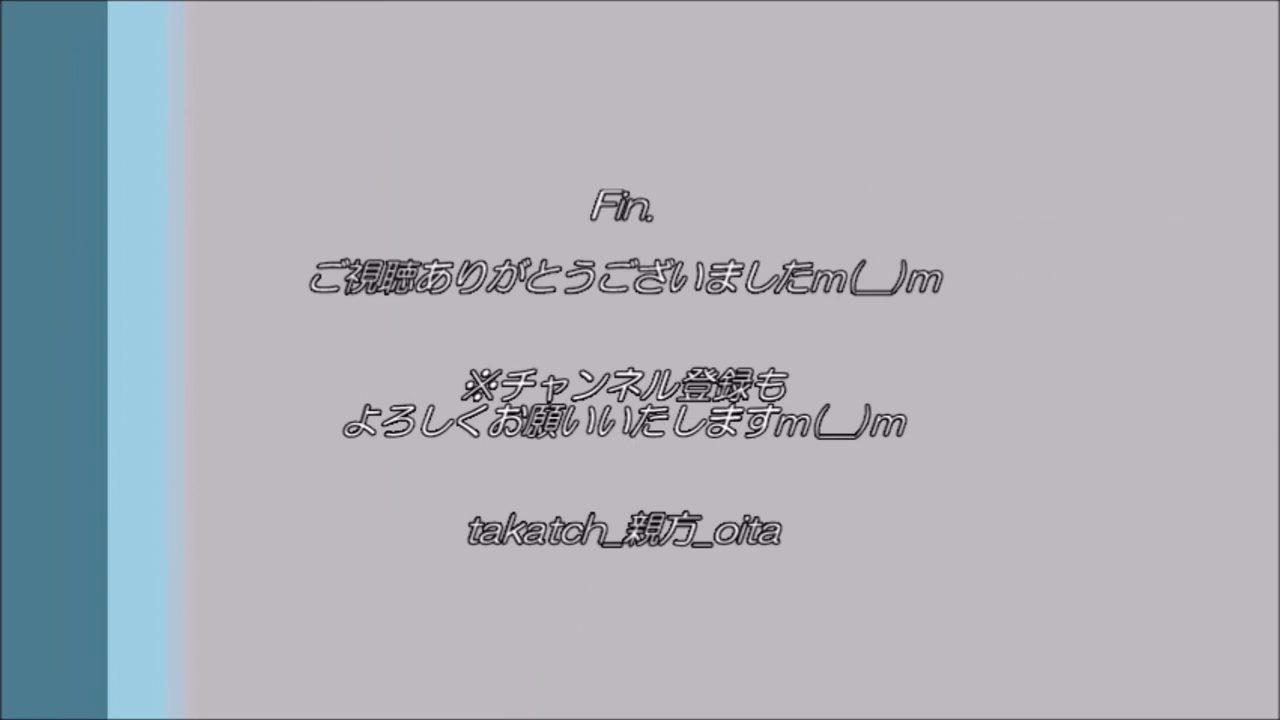 Fin.
ご視聴ありがとうございましたm(__)m
※チャンネル登録も
よろしくお願いいたしますm(__)m
takatch_親方_oita